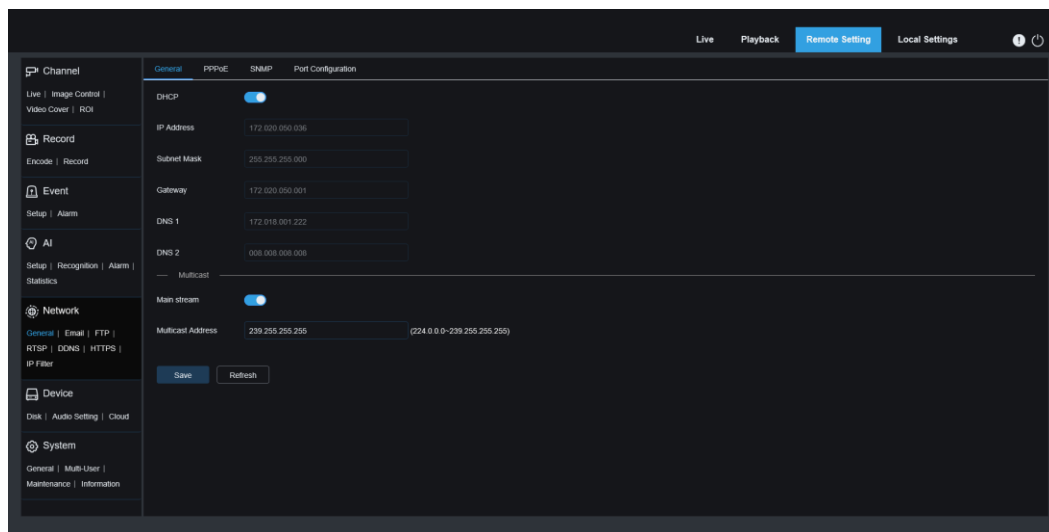 Live Playback Remote Setting Local Settings
Channel
Live | Image Control |
Video Cover | ROI
Record
Encode | Record
Event
Setup | Alarm
AI
Setup | Recognition | Alarm |
Statistics
Network
General | Email | FTP |
RTSP | DDNS | HTTPS |
IP Filter
Device
Disk | Audio Setting | Cloud
System
General | Multi-User |
Maintenance | Information
General PPPoE SNMP Port Configuration
DHCP
IP Address 172.020.050.036
Subnet Mask 255.255.255.000
Gateway 172.020.050.001
DNS 1 172.018.001.222
DNS 2 008.008.008.008
Multicast
Main stream
Multicast Address 239.255.255.255 (224.0.0.0~239.255.255.255)
Save Refresh